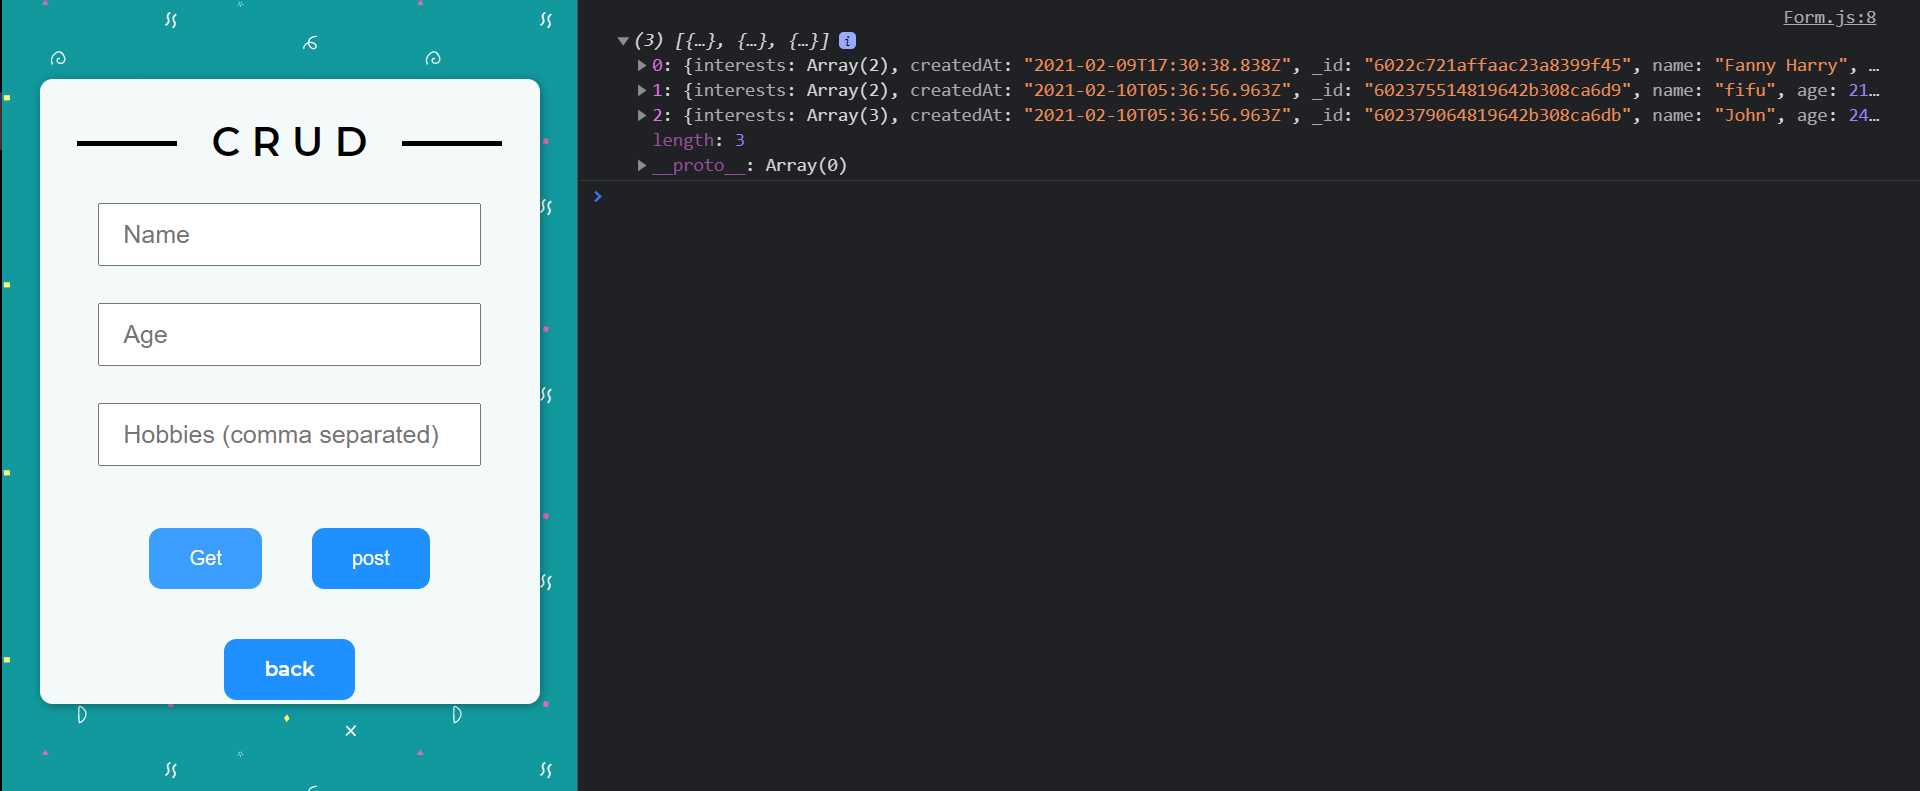 CRUD
Name
Age
Hobbies (comma separated)
Get
post
back
Form.js:8
(3) [{…}, {…}, {…}] i
0: {interests: Array(2), createdAt: "2021-02-09T17:30:38.838Z", _id: "6022c721affaac23a8399f45", name: "Fanny Harry", …
1: {interests: Array(2), createdAt: "2021-02-10T05:36:56.963Z", _id: "602375514819642b308ca6d9", name: "fifu", age: 21…
2: {interests: Array(3), createdAt: "2021-02-10T05:36:56.963Z", _id: "602379064819642b308ca6db", name: "John", age: 24…
length: 3
__proto__: Array(0)